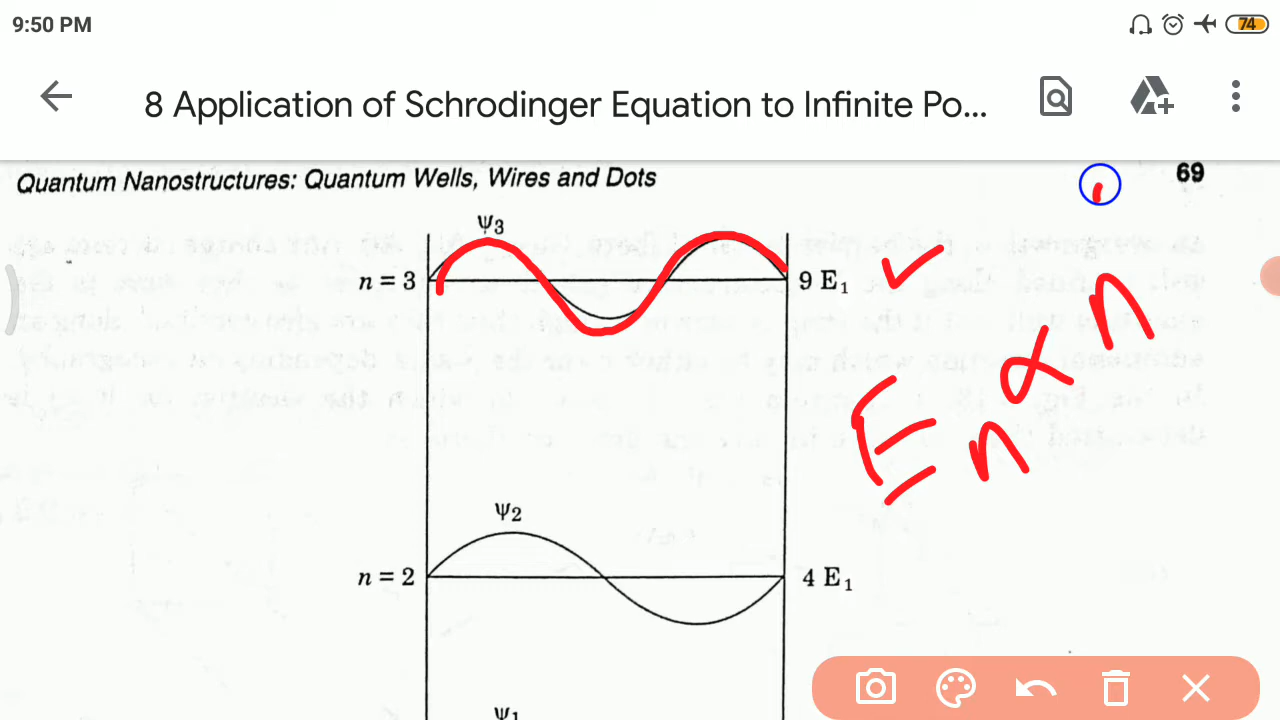 9:50 PM
74
8 Application of Schrodinger Equation to Infinite Po...
Quantum Nanostructures: Quantum Wells, Wires and Dots
69
ψ3
n = 3
9 E1
En α n
ψ2
n = 2
4 E1
ψ1